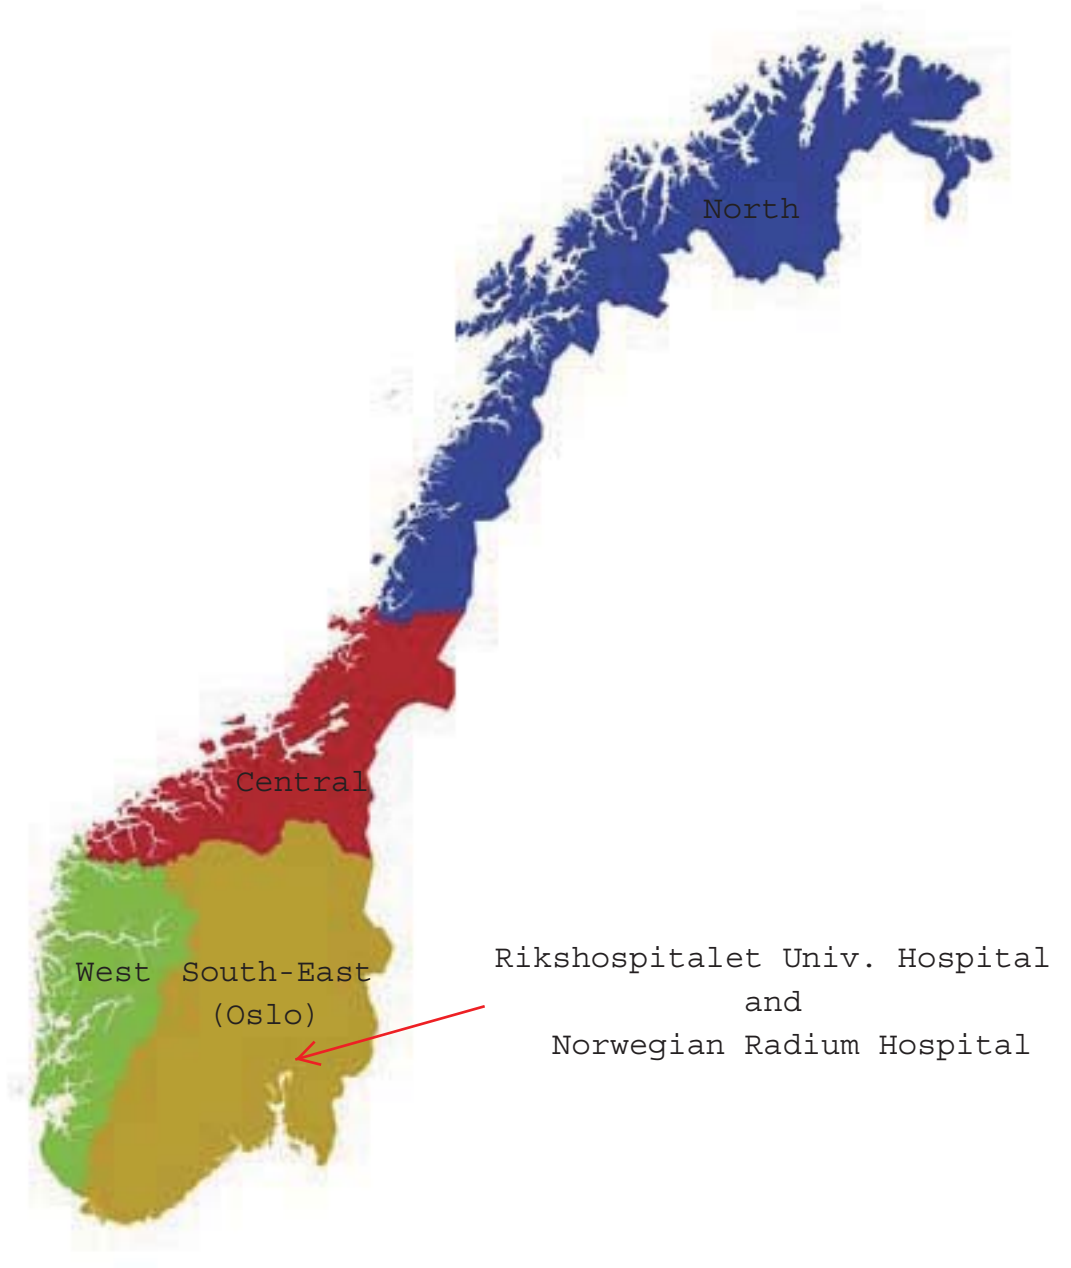 North
Central
West South-East
(Oslo)
Rikshospitalet Univ. Hospital
and
Norwegian Radium Hospital